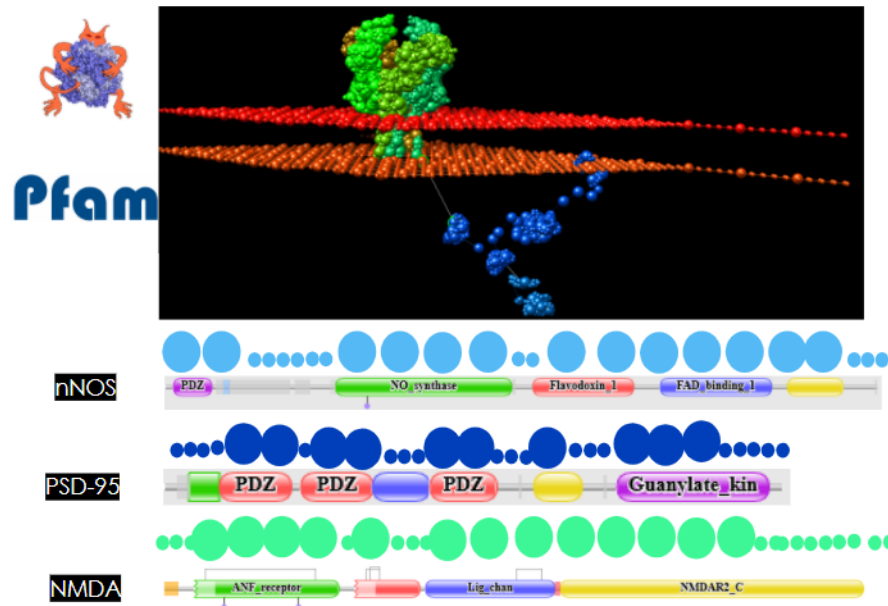 Pfam
nNOS
PDZ NO_synthase Flavodoxin_1 FAD_binding_1
PSD-95
PDZ PDZ PDZ Guanylate_kin
NMDA
ANF_receptor Lig_chan NMDAR2_C